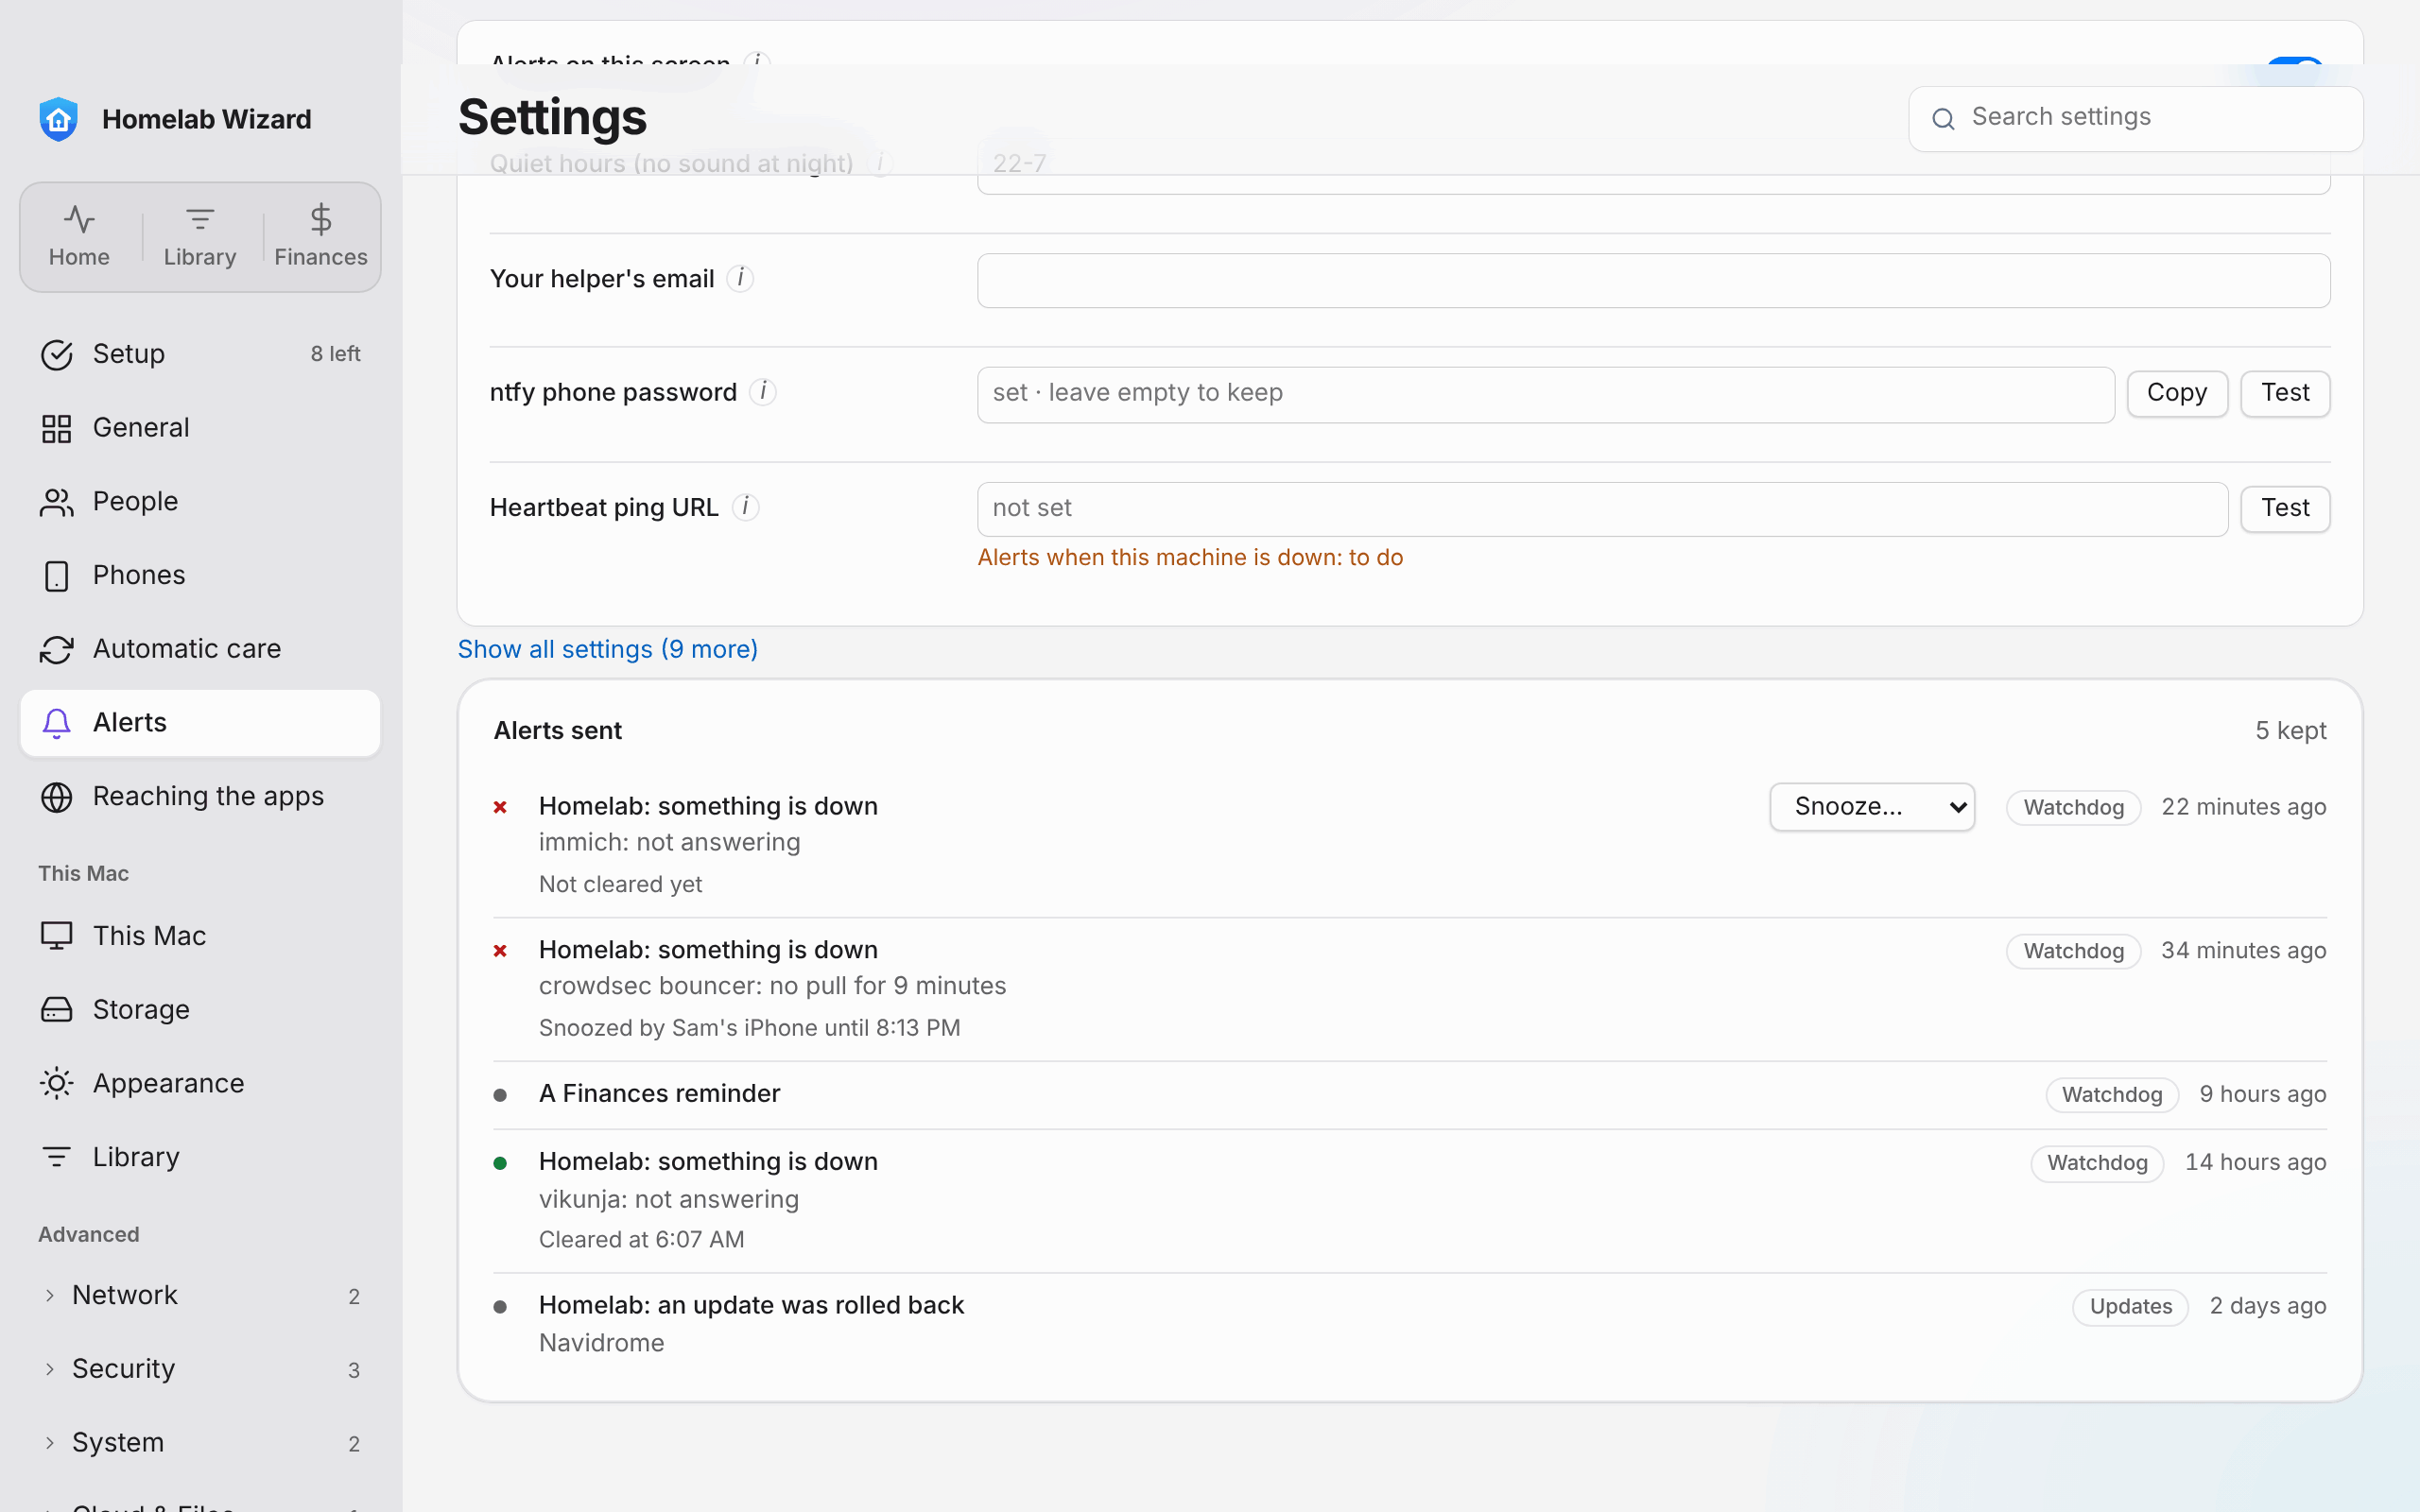 Homelab Wizard
Home
Library
Finances
Setup
8 left
General
People
Phones
Automatic care
Alerts
Reaching the apps
This Mac
This Mac
Storage
Appearance
Library
Advanced
Network
2
Security
3
System
2
Cloud & Files
Alerts on this screen
Settings
Search settings
Quiet hours (no sound at night)
22-7
Your helper's email
ntfy phone password
set · leave empty to keep
Copy
Test
Heartbeat ping URL
not set
Test
Alerts when this machine is down: to do
Show all settings (9 more)
Alerts sent
5 kept
Homelab: something is down
Snooze...
Watchdog
22 minutes ago
immich: not answering
Not cleared yet
Homelab: something is down
Watchdog
34 minutes ago
crowdsec bouncer: no pull for 9 minutes
Snoozed by Sam's iPhone until 8:13 PM
A Finances reminder
Watchdog
9 hours ago
Homelab: something is down
Watchdog
14 hours ago
vikunja: not answering
Cleared at 6:07 AM
Homelab: an update was rolled back
Updates
2 days ago
Navidrome